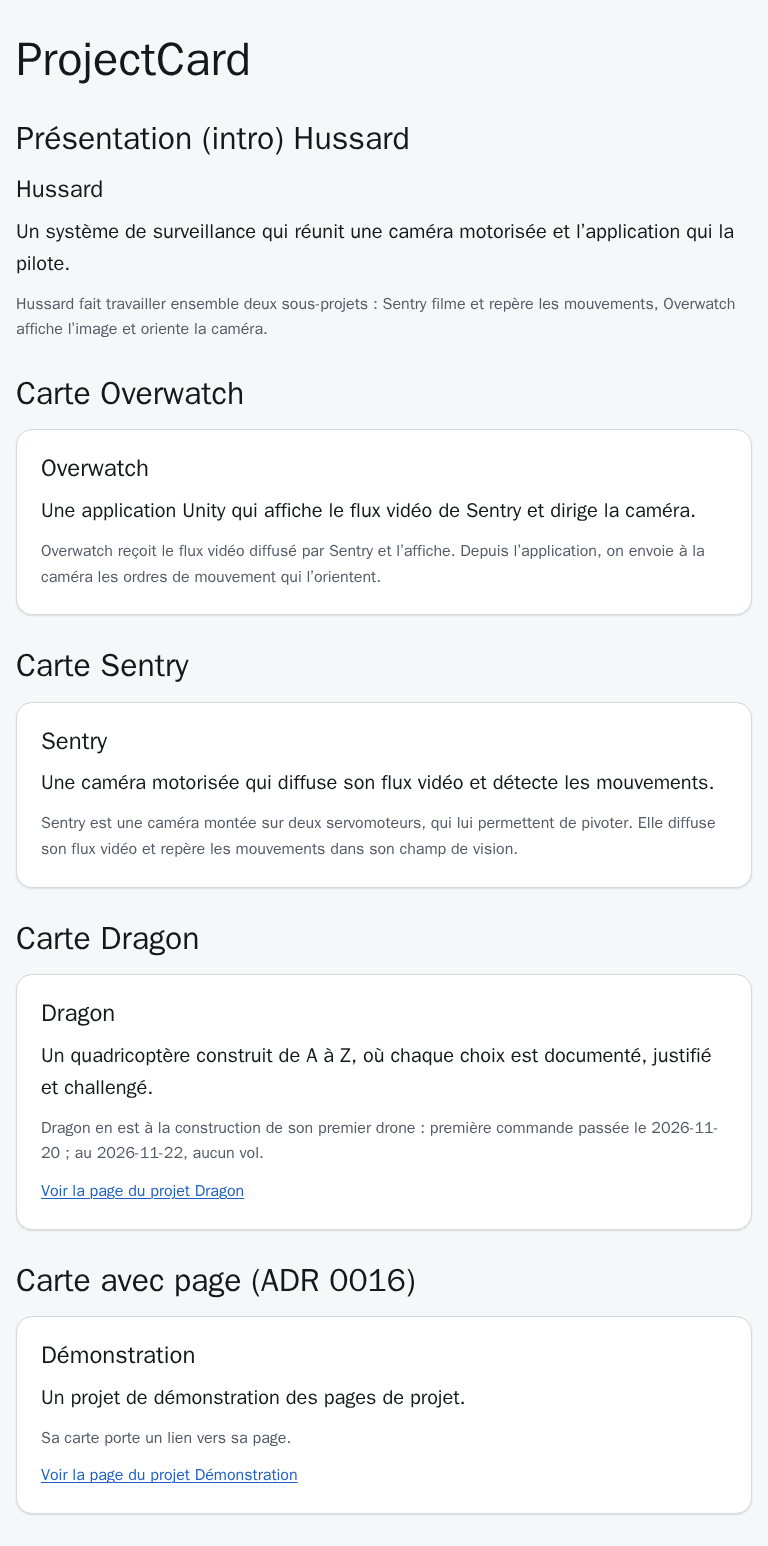 ProjectCard
Présentation (intro) Hussard
Hussard
Un système de surveillance qui réunit une caméra motorisée et l’application qui la
pilote.
Hussard fait travailler ensemble deux sous-projets : Sentry filme et repère les mouvements, Overwatch
affiche l’image et oriente la caméra.
Carte Overwatch
Overwatch
Une application Unity qui affiche le flux vidéo de Sentry et dirige la caméra.
Overwatch reçoit le flux vidéo diffusé par Sentry et l’affiche. Depuis l’application, on envoie à la
caméra les ordres de mouvement qui l’orientent.
Carte Sentry
Sentry
Une caméra motorisée qui diffuse son flux vidéo et détecte les mouvements.
Sentry est une caméra montée sur deux servomoteurs, qui lui permettent de pivoter. Elle diffuse
son flux vidéo et repère les mouvements dans son champ de vision.
Carte Dragon
Dragon
Un quadricoptère construit de A à Z, où chaque choix est documenté, justifié
et challengé.
Dragon en est à la construction de son premier drone : première commande passée le 2026-11-
20 ; au 2026-11-22, aucun vol.
Voir la page du projet Dragon
Carte avec page (ADR 0016)
Démonstration
Un projet de démonstration des pages de projet.
Sa carte porte un lien vers sa page.
Voir la page du projet Démonstration